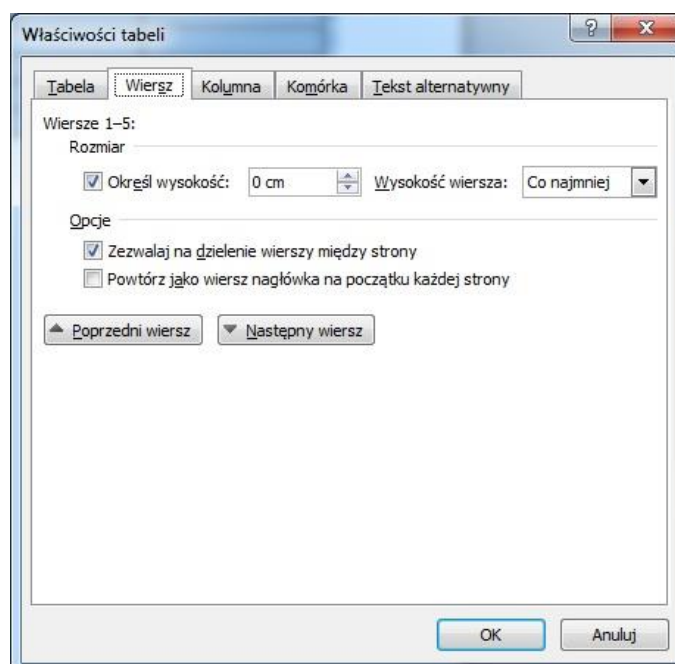 Właściwości tabeli
Tabela Wiersz Kolumna Komórka Tekst alternatywny
Wiersze 1–5:
Rozmiar
Określ wysokość: 0 cm Wysokość wiersza: Co najmniej
Opcje
Zezwalaj na dzielenie wierszy między strony
Powtórz jako wiersz nagłówka na początku każdej strony
Poprzedni wiersz Następny wiersz
OK Anuluj